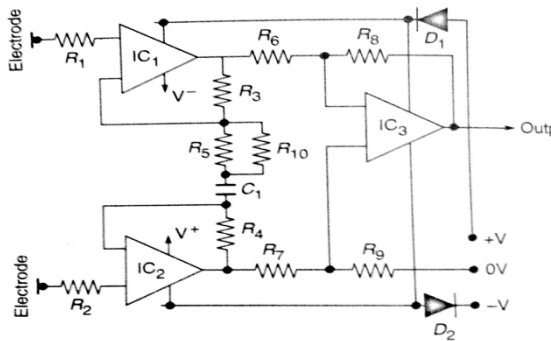 Electrode
R1
IC1
V−
R3
R5
R10
C1
R6
R8
D1
IC3
Outp
V+
R4
IC2
R7
R9
+V
0V
−V
D2
Electrode
R2